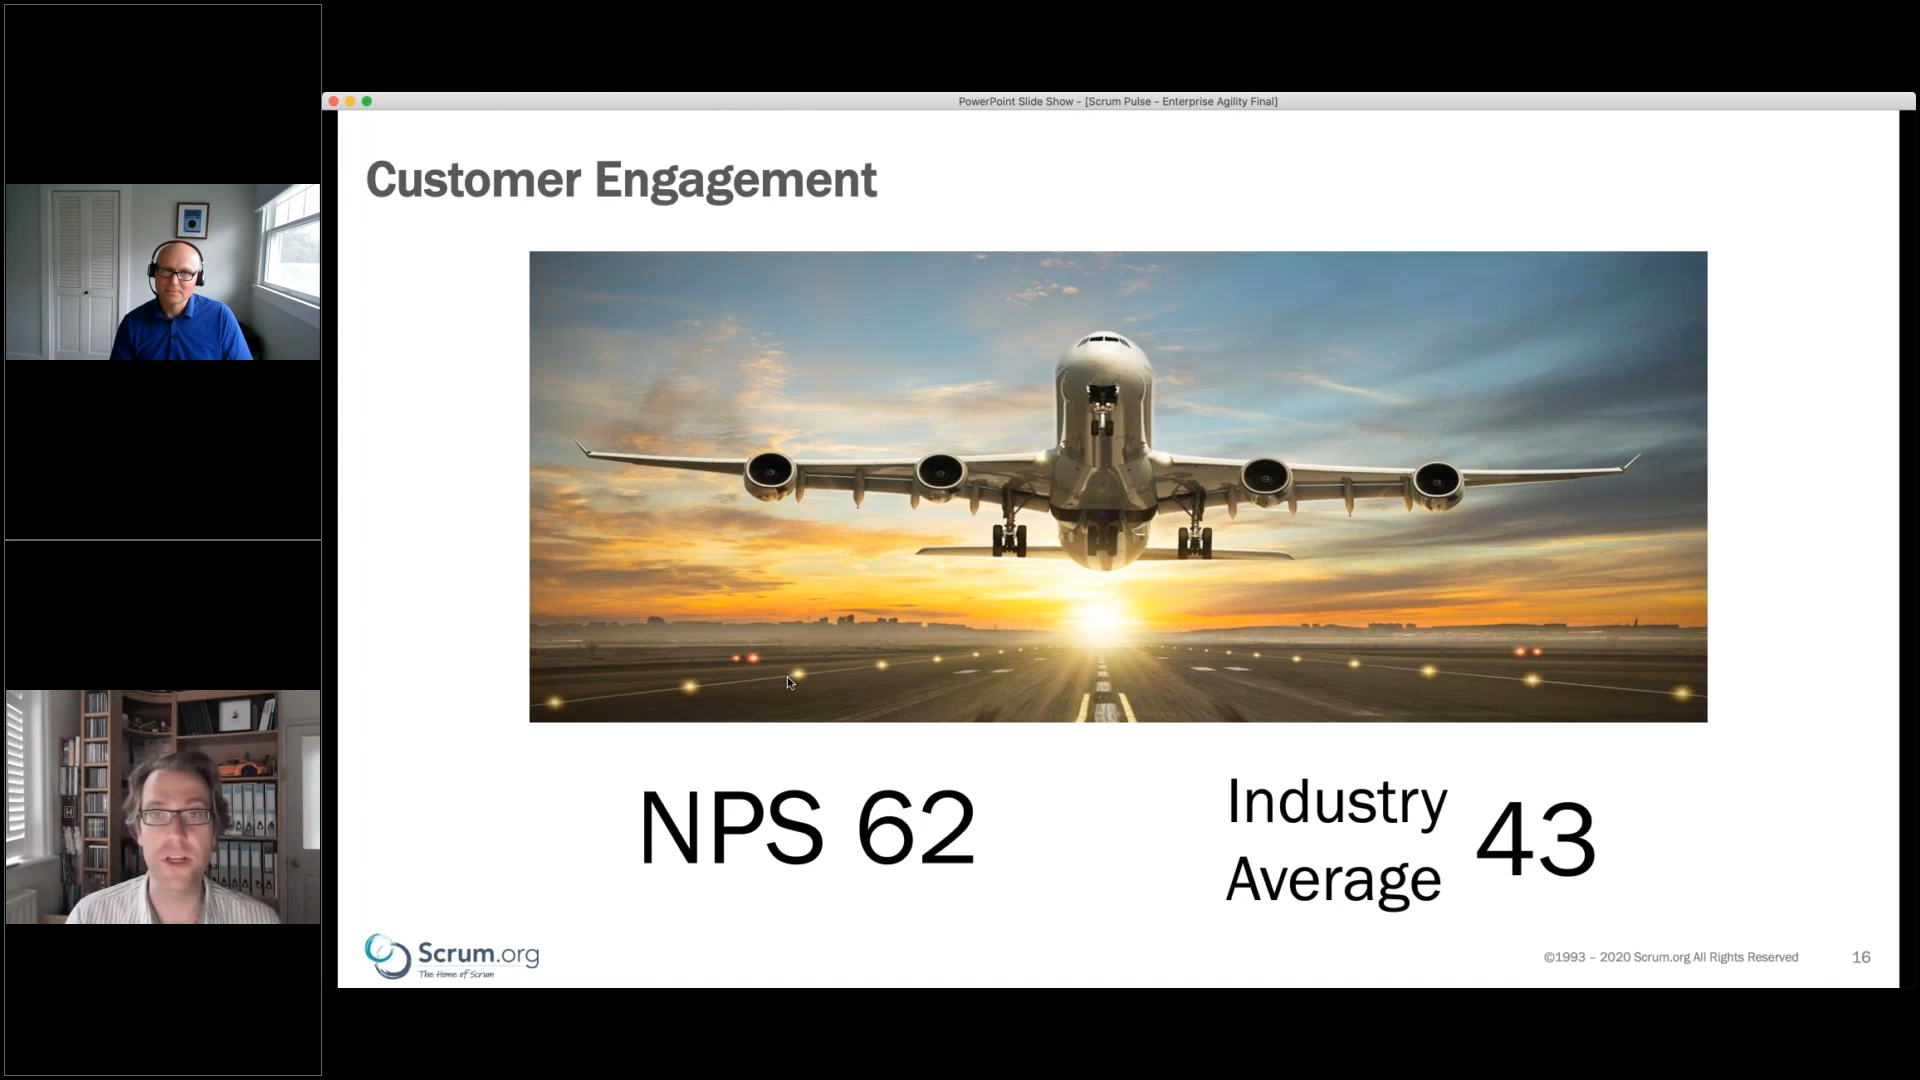 PowerPoint Slide Show - [Scrum Pulse - Enterprise Agility Final]
Customer Engagement
NPS 62
Industry
Average
43
Scrum.org
The Home of Scrum
©1993 – 2020 Scrum.org All Rights Reserved
16